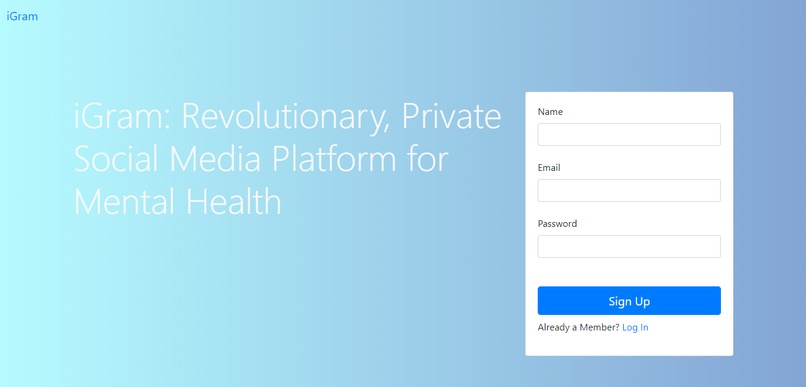 iGram
iGram: Revolutionary, Private
Social Media Platform for
Mental Health
Name
Email
Password
Sign Up
Already a Member? Log In